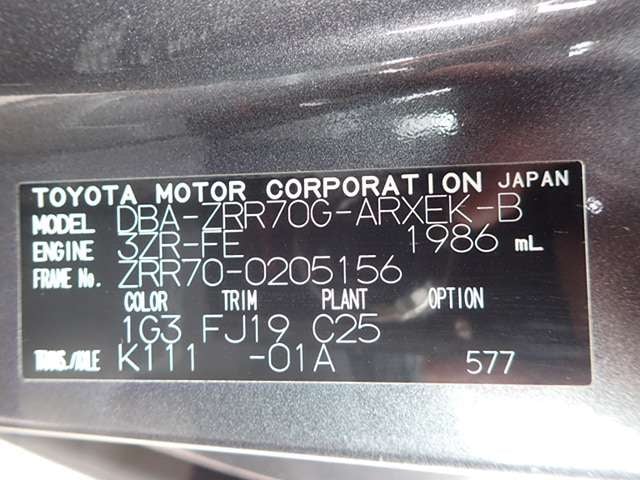 TOYOTA MOTOR CORPORATION JAPAN
MODEL DBA-ZRR70G-ARXEK-B
ENGINE 3ZR-FE 1986 mL
FRAME No. ZRR70-0205156
COLOR TRIM PLANT OPTION
1G3 FJ19 C25
TRANS./AXLE K111 -01A 577